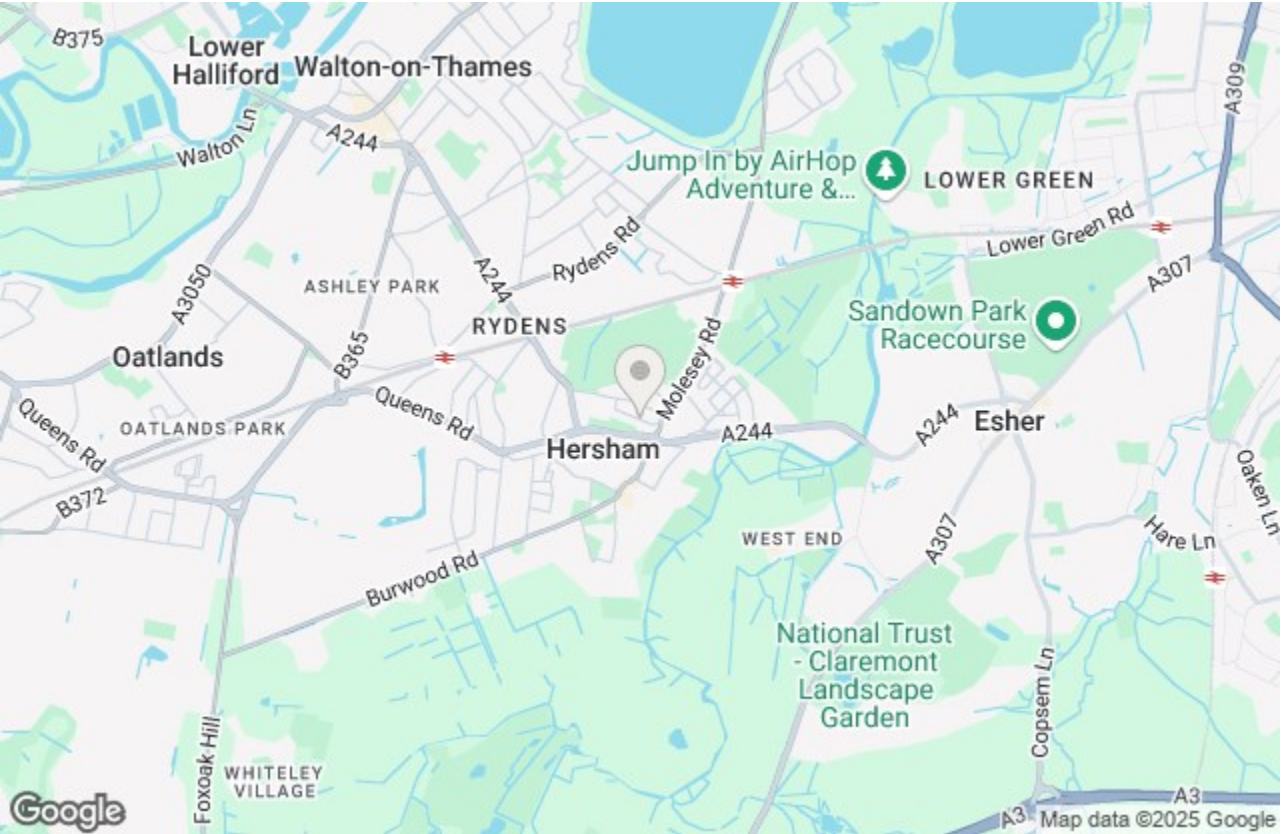 B375
Lower
Halliford
Walton-on-Thames
A309
Walton Ln
A244
Jump In by AirHop
Adventure &...
LOWER GREEN
Lower Green Rd
Rydens Rd
A3050
ASHLEY PARK
A244
A307
RYDENS
Sandown Park
Racecourse
Oatlands
B365
Molesey Rd
Queens Rd
Queens Rd
OATLANDS PARK
Hersham
A244
A244
Esher
Oaken Ln
B372
WEST END
A307
Hare Ln
Burwood Rd
National Trust
- Claremont
Landscape
Garden
Copsem Ln
Foxoak Hill
WHITELEY
VILLAGE
A3
A3
Google
Map data ©2025 Google